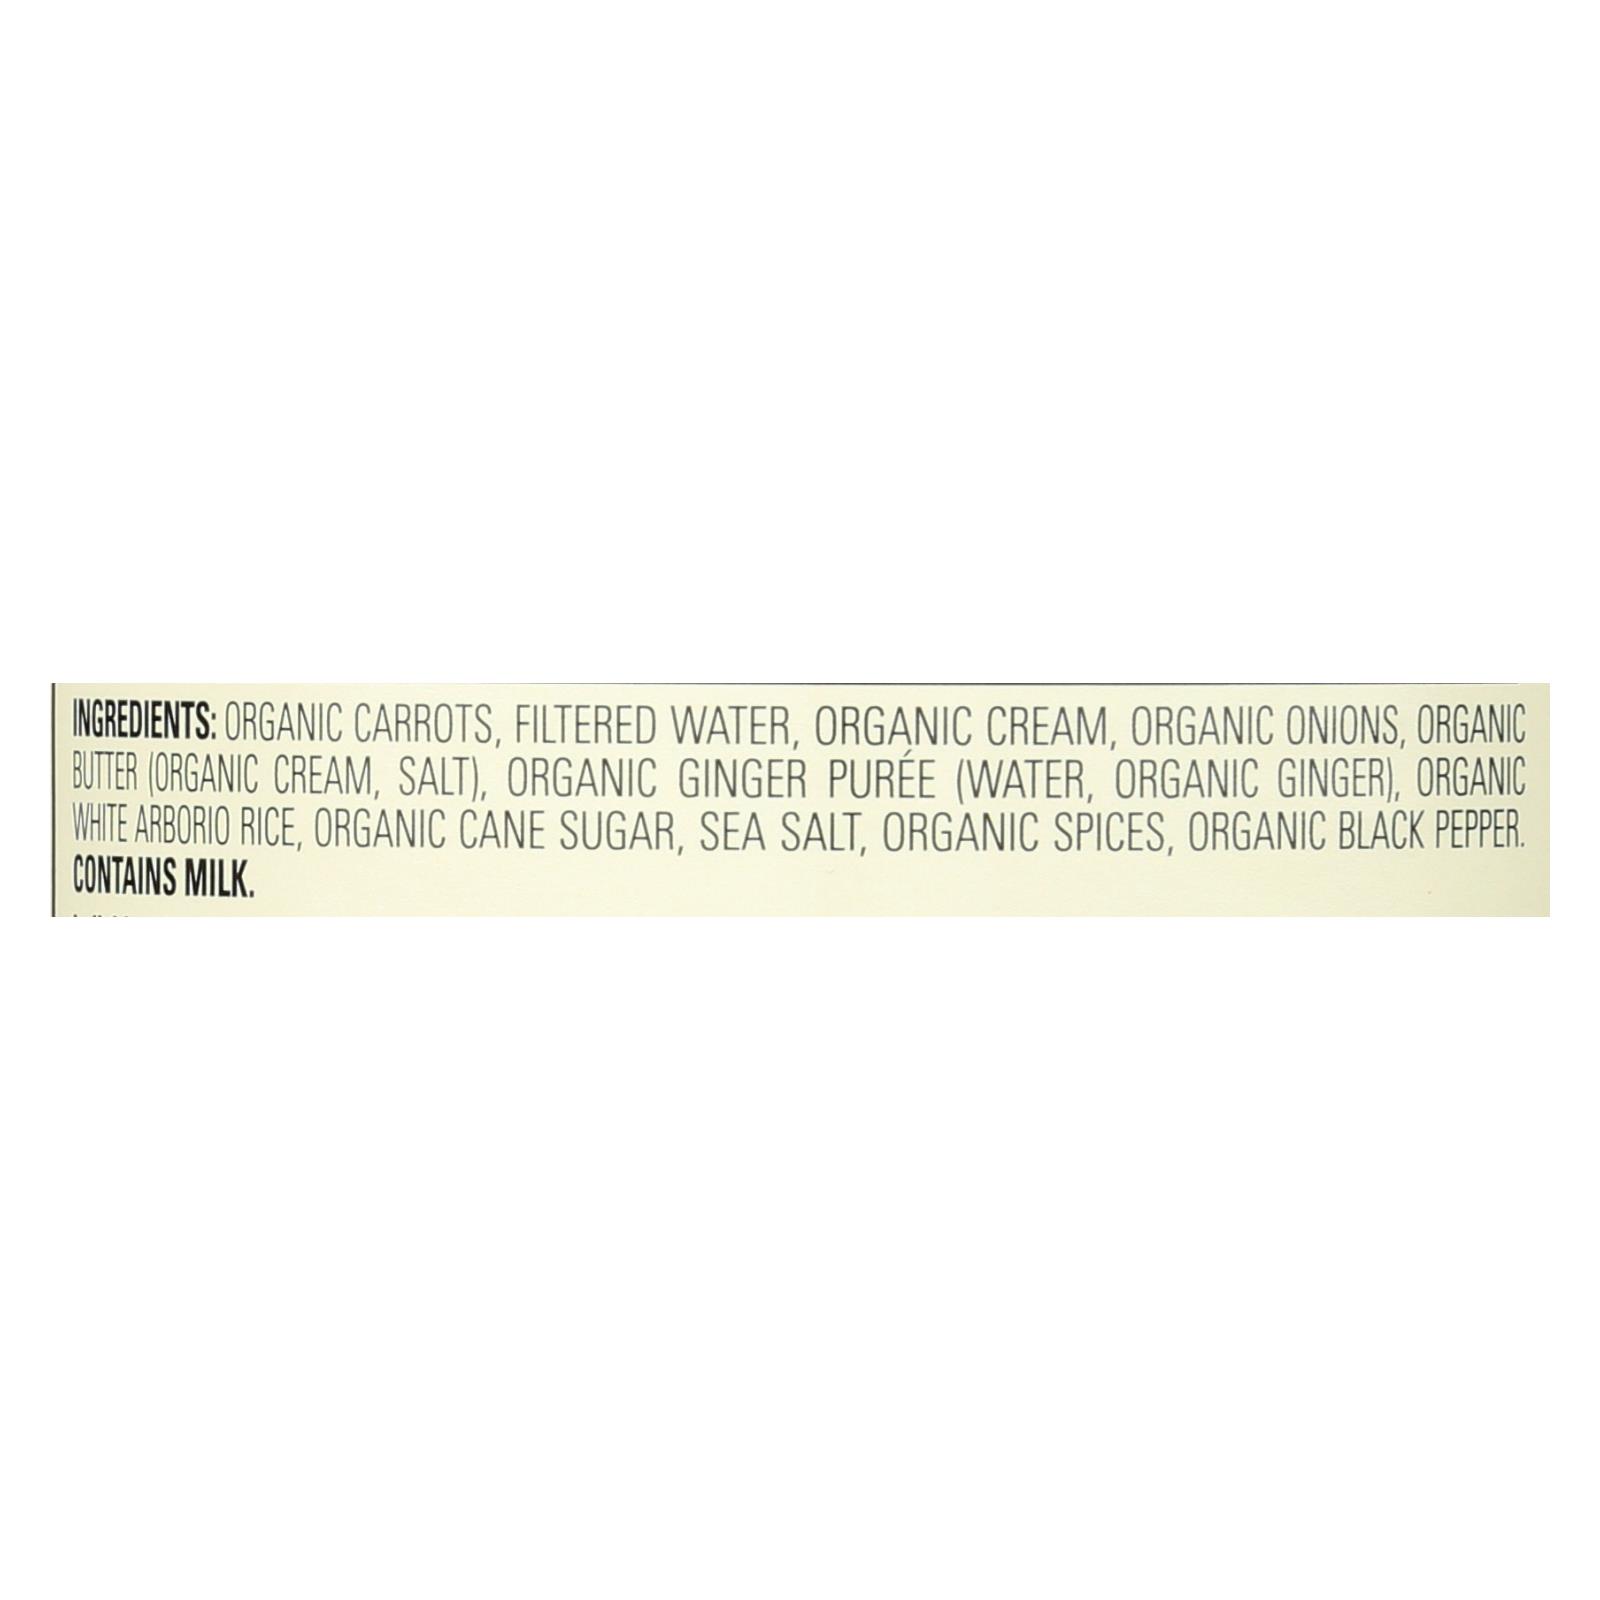 INGREDIENTS: ORGANIC CARROTS, FILTERED WATER, ORGANIC CREAM, ORGANIC ONIONS, ORGANIC
BUTTER (ORGANIC CREAM, SALT), ORGANIC GINGER PURÉE (WATER, ORGANIC GINGER), ORGANIC
WHITE ARBORIO RICE, ORGANIC CANE SUGAR, SEA SALT, ORGANIC SPICES, ORGANIC BLACK PEPPER.
CONTAINS MILK.